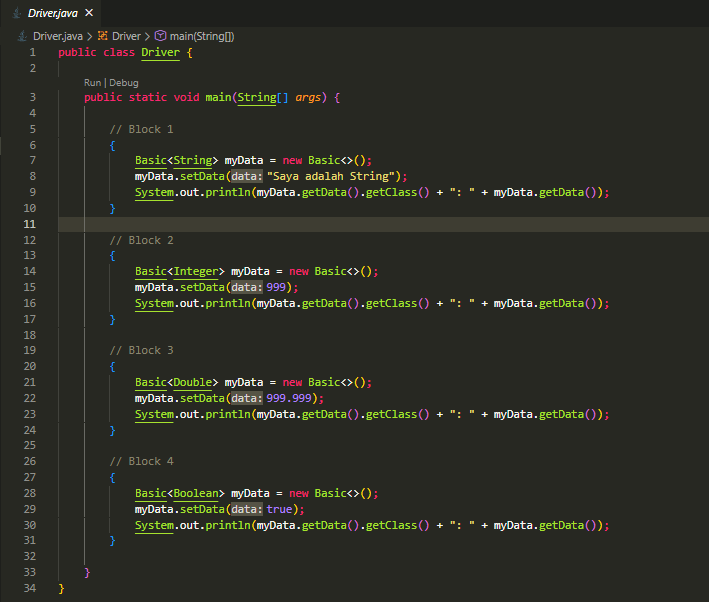 Driver.java ×
Driver.java > Driver > main(String[])
1 public class Driver {
2
Run | Debug
3 public static void main(String[] args) {
4
5 // Block 1
6 {
7 Basic<String> myData = new Basic<>();
8 myData.setData(data: "Saya adalah String");
9 System.out.println(myData.getData().getClass() + ": " + myData.getData());
10 }
11
12 // Block 2
13 {
14 Basic<Integer> myData = new Basic<>();
15 myData.setData(data: 999);
16 System.out.println(myData.getData().getClass() + ": " + myData.getData());
17 }
18
19 // Block 3
20 {
21 Basic<Double> myData = new Basic<>();
22 myData.setData(data: 999.999);
23 System.out.println(myData.getData().getClass() + ": " + myData.getData());
24 }
25
26 // Block 4
27 {
28 Basic<Boolean> myData = new Basic<>();
29 myData.setData(data: true);
30 System.out.println(myData.getData().getClass() + ": " + myData.getData());
31 }
32
33 }
34 }